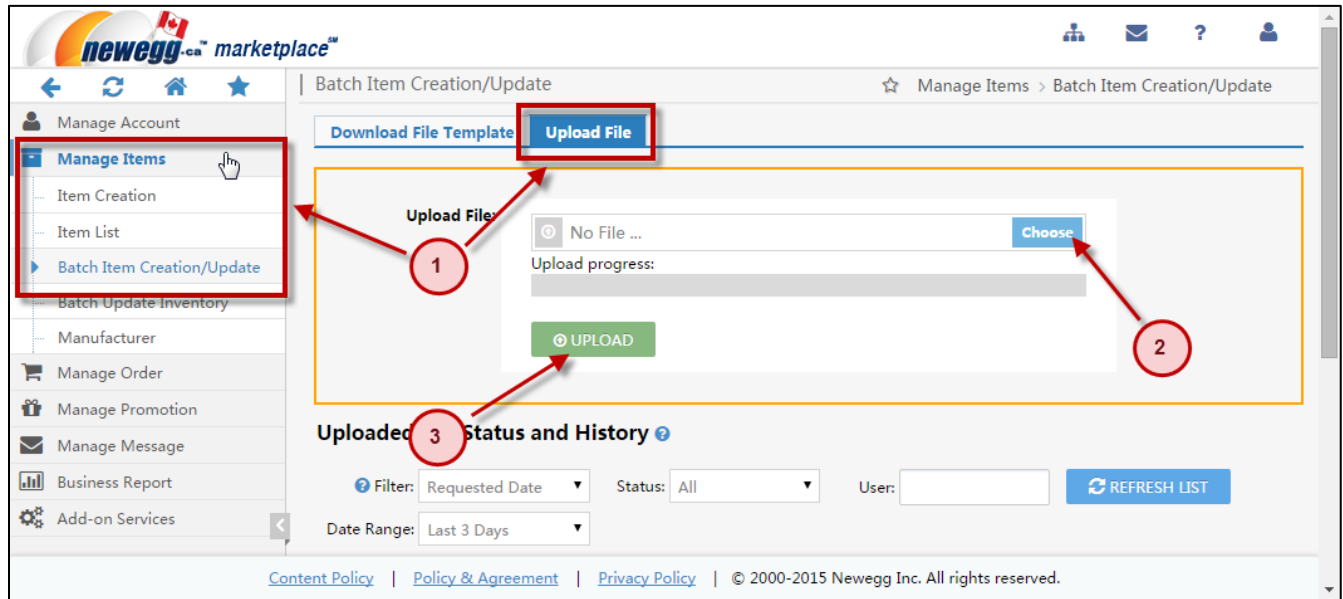 newegg.ca™ marketplace℠
Batch Item Creation/Update
Manage Items > Batch Item Creation/Update
Manage Account
Manage Items
Item Creation
Item List
Batch Item Creation/Update
Batch Update Inventory
Manufacturer
Manage Order
Manage Promotion
Manage Message
Business Report
Add-on Services
Download File Template
Upload File
1
Upload File:
No File ...
Choose
Upload progress:
2
UPLOAD
3
Uploaded Status and History
Filter: Requested Date
Status: All
User:
REFRESH LIST
Date Range: Last 3 Days
Content Policy | Policy & Agreement | Privacy Policy | © 2000-2015 Newegg Inc. All rights reserved.